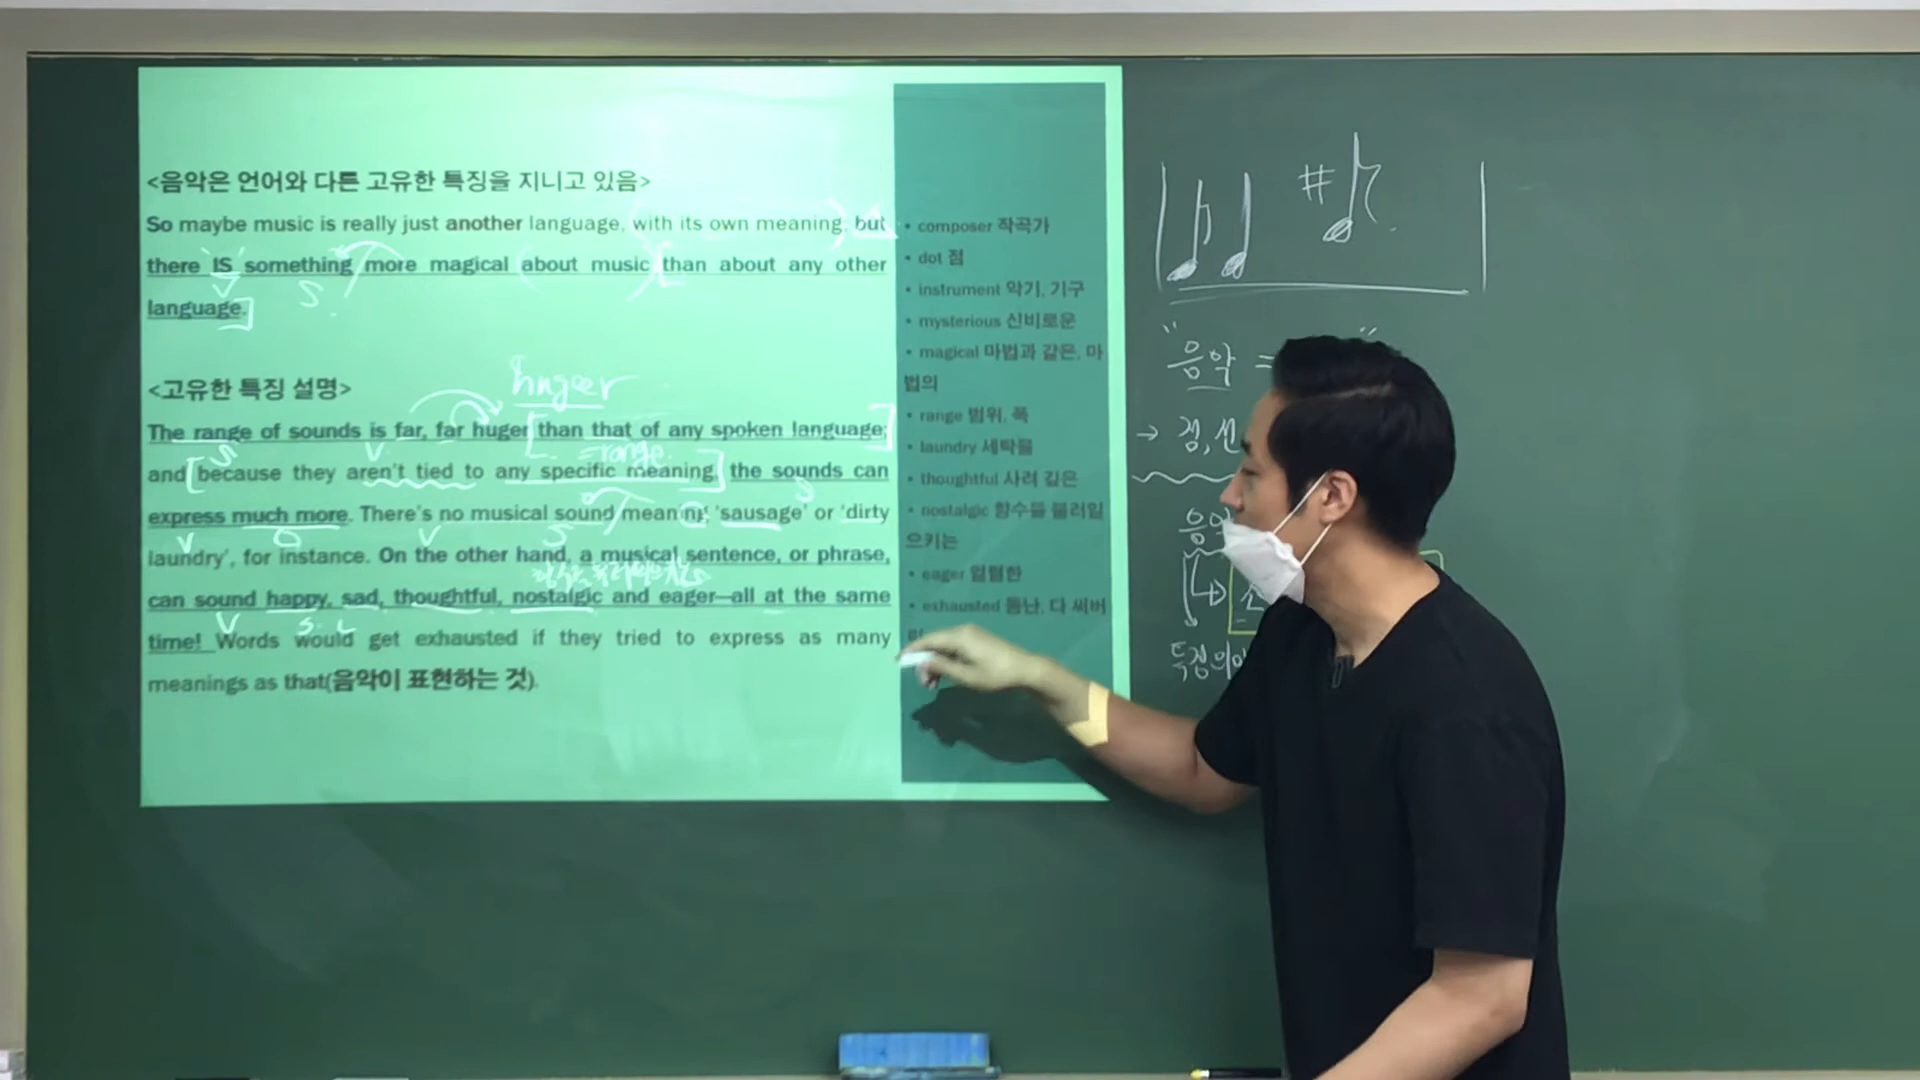 <음악은 언어와 다른 고유한 특징을 지니고 있음>
So maybe music is really just another language, with its own meaning, but
there IS something more magical about music than about any other
language.
S
<고유한 특징 설명>
huger
The range of sounds is far, far huger than that of any spoken language;
S V =range
and because they aren't tied to any specific meaning, the sounds can
S
express much more. There's no musical sound meaning 'sausage' or 'dirty
V O V S
laundry', for instance. On the other hand, a musical sentence, or phrase,
can sound happy, sad, thoughtful, nostalgic and eager—all at the same
V
time! Words would get exhausted if they tried to express as many
meanings as that(음악이 표현하는 것).
• composer 작곡가
• dot 점
• instrument 악기, 기구
• mysterious 신비로운
• magical 마법과 같은, 마
법의
• range 범위, 폭
• laundry 세탁물
• thoughtful 사려 깊은
• nostalgic 향수를 불러일
으키는
• eager 열렬한
• exhausted 동난, 다 써버
#
" "
음악 =
→ 점, 선